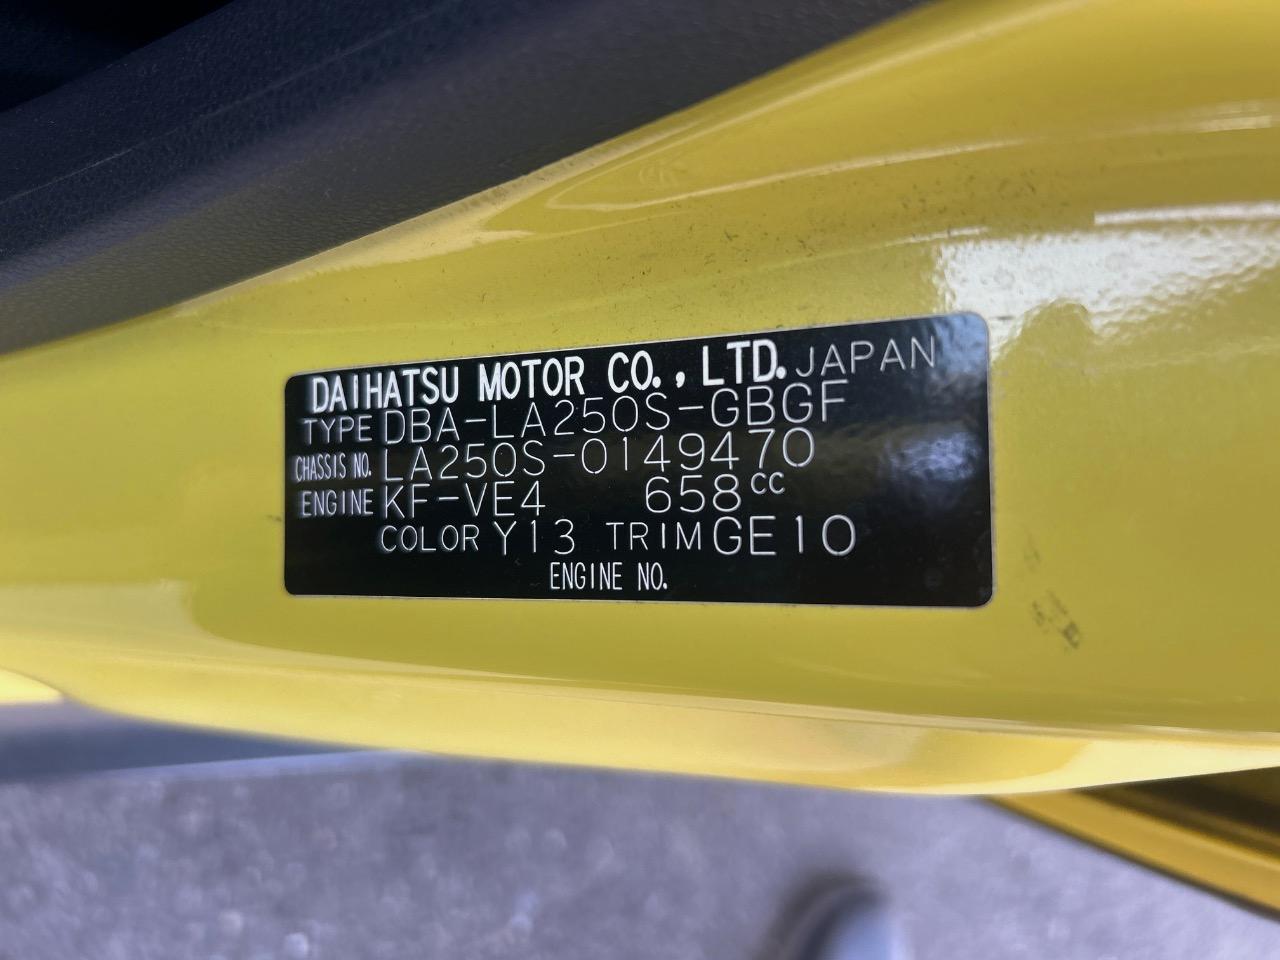 DAIHATSU MOTOR CO., LTD. JAPAN
TYPE DBA-LA250S-GBGF
CHASSIS NO. LA250S-0149470
ENGINE KF-VE4 658cc
COLOR Y13 TRIM GE10
ENGINE NO.